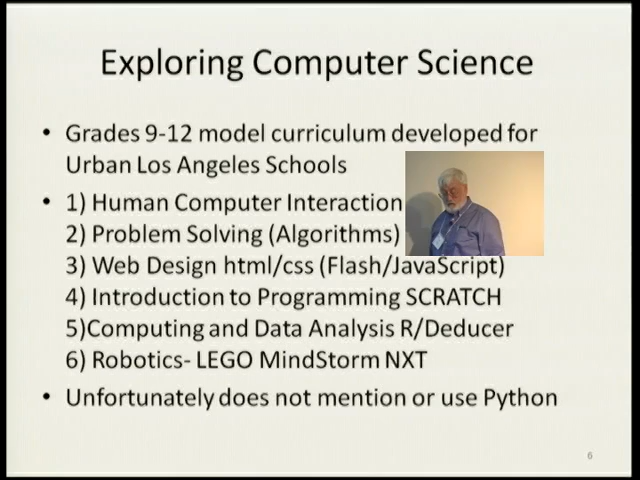 Exploring Computer Science
• Grades 9-12 model curriculum developed for
Urban Los Angeles Schools
• 1) Human Computer Interaction
2) Problem Solving (Algorithms)
3) Web Design html/css (Flash/JavaScript)
4) Introduction to Programming SCRATCH
5)Computing and Data Analysis R/Deducer
6) Robotics- LEGO MindStorm NXT
• Unfortunately does not mention or use Python
6